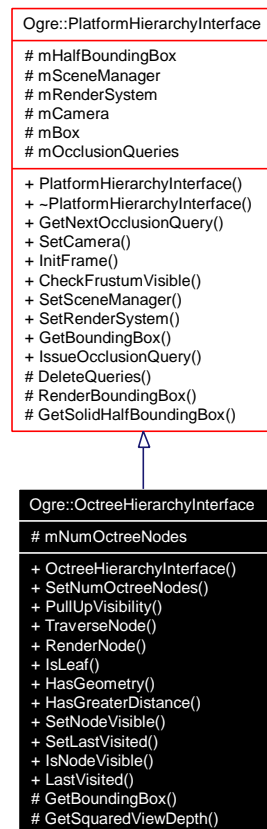 Ogre::PlatformHierarchyInterface
# mHalfBoundingBox
# mSceneManager
# mRenderSystem
# mCamera
# mBox
# mOcclusionQueries
+ PlatformHierarchyInterface()
+ ~PlatformHierarchyInterface()
+ GetNextOcclusionQuery()
+ SetCamera()
+ InitFrame()
+ CheckFrustumVisible()
+ SetSceneManager()
+ SetRenderSystem()
+ GetBoundingBox()
+ IssueOcclusionQuery()
# DeleteQueries()
# RenderBoundingBox()
# GetSolidHalfBoundingBox()
Ogre::OctreeHierarchyInterface
# mNumOctreeNodes
+ OctreeHierarchyInterface()
+ SetNumOctreeNodes()
+ PullUpVisibility()
+ TraverseNode()
+ RenderNode()
+ IsLeaf()
+ HasGeometry()
+ HasGreaterDistance()
+ SetNodeVisible()
+ SetLastVisited()
+ IsNodeVisible()
+ LastVisited()
# GetBoundingBox()
# GetSquaredViewDepth()